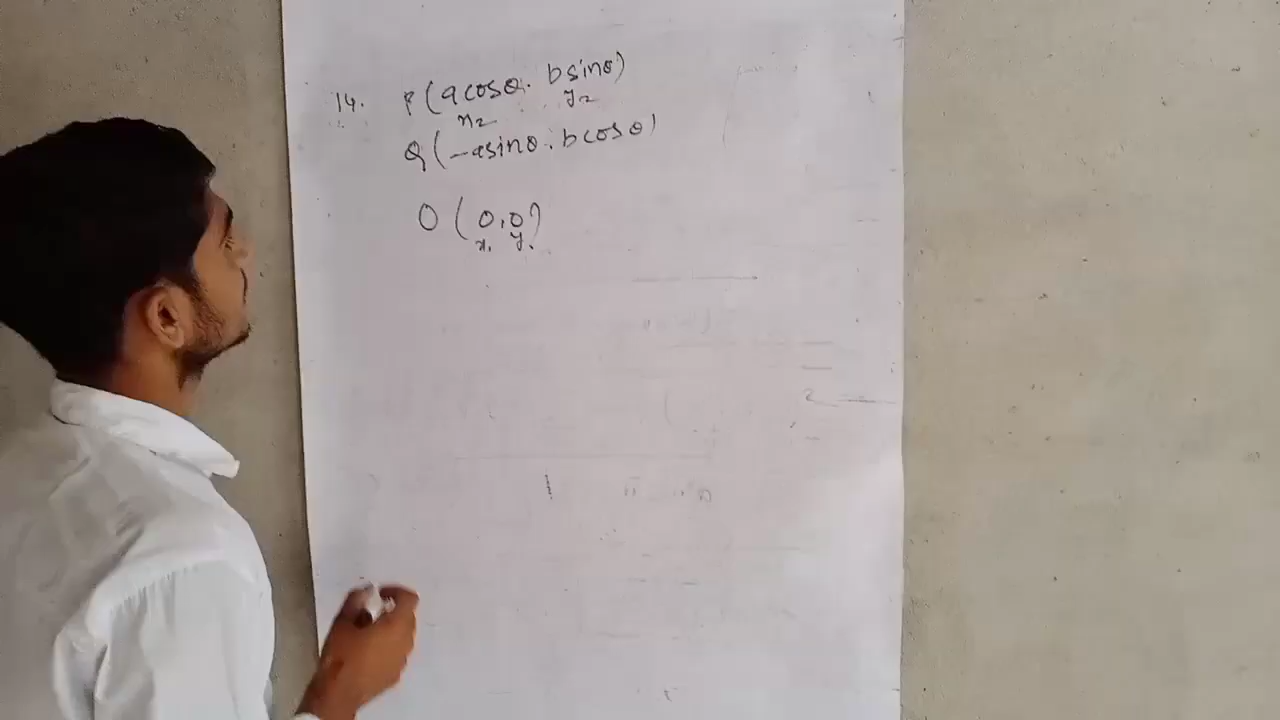 14. P(acosθ. bsinθ)
x₂ y₂
Q(-asinθ, bcosθ)
O (0,0)
x₁ y₁